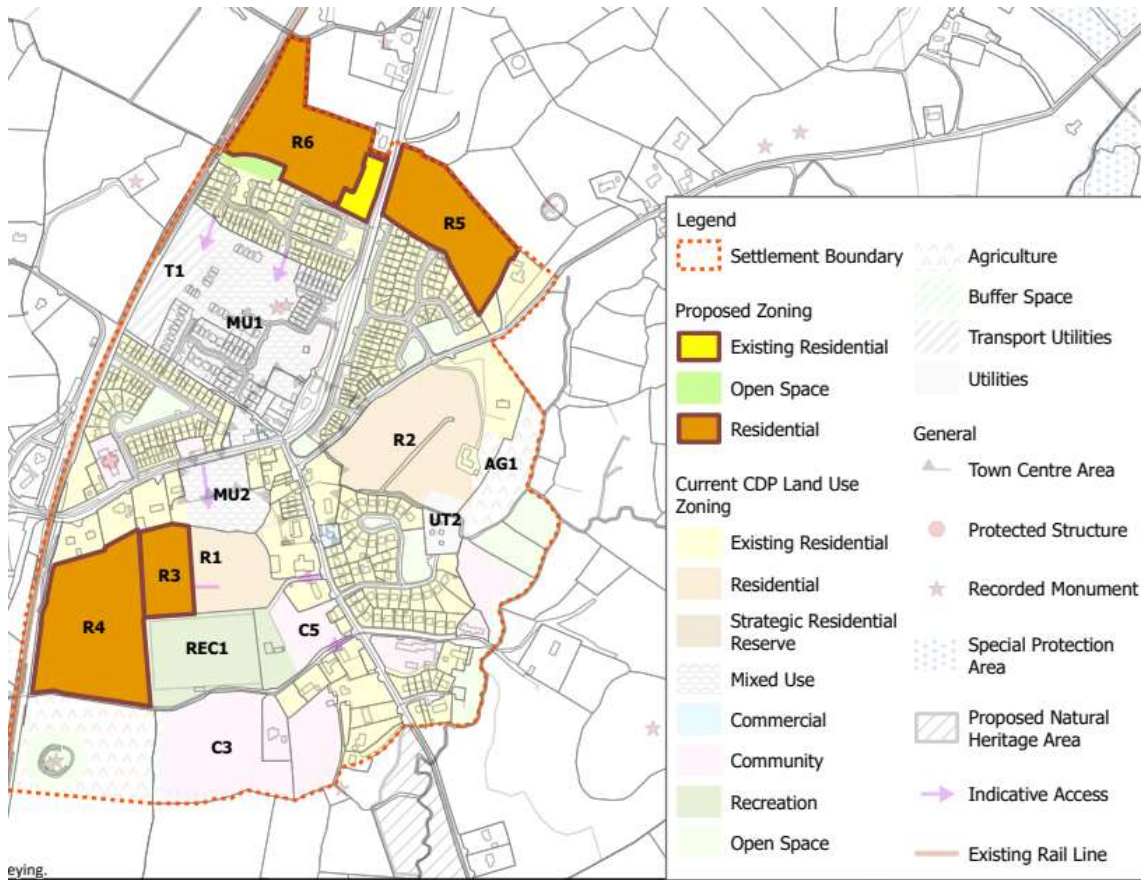 R6
R5
T1
MU1
R2
AG1
MU2
UT2
R1
R3
R4
REC1
C5
C3
eying.
Legend
Settlement Boundary
Proposed Zoning
Existing Residential
Open Space
Residential
Current CDP Land Use
Zoning
Existing Residential
Residential
Strategic Residential
Reserve
Mixed Use
Commercial
Community
Recreation
Open Space
Agriculture
Buffer Space
Transport Utilities
Utilities
General
Town Centre Area
Protected Structure
Recorded Monument
Special Protection
Area
Proposed Natural
Heritage Area
Indicative Access
Existing Rail Line